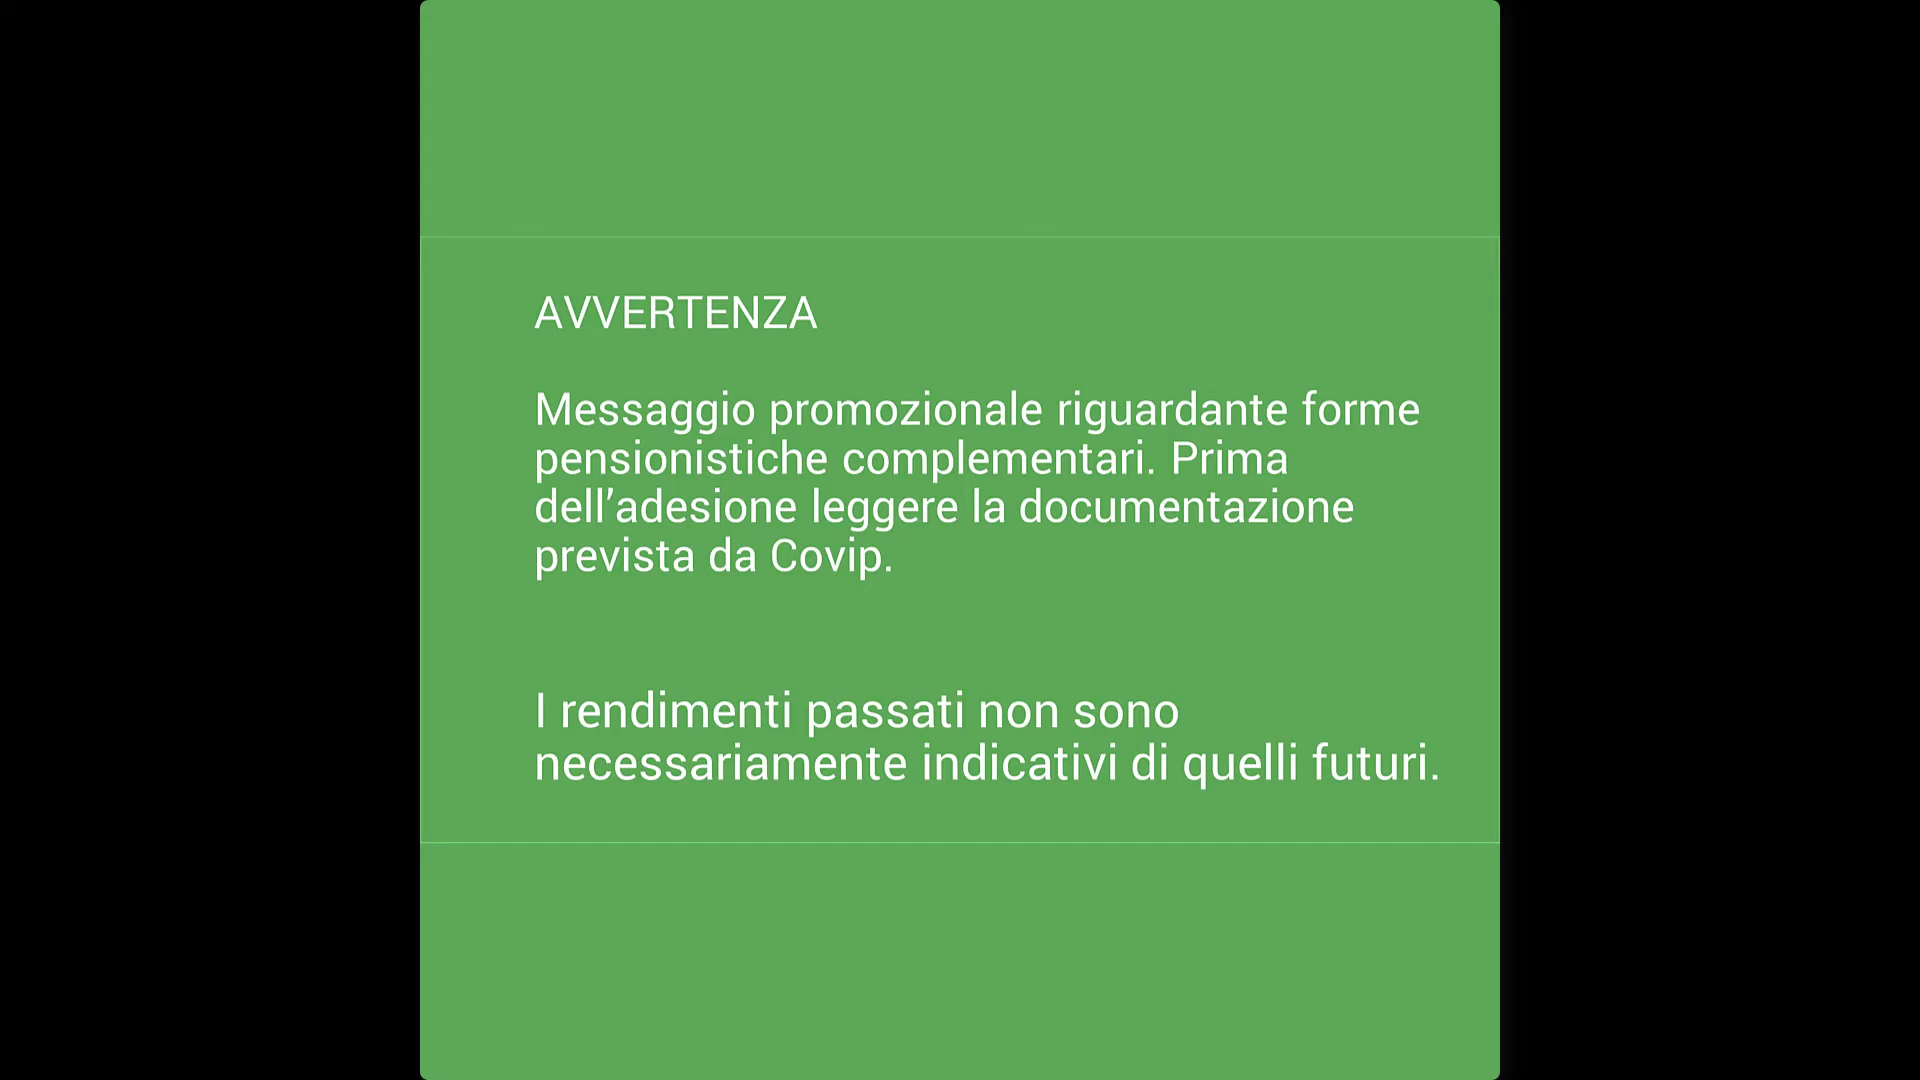 AVVERTENZA
Messaggio promozionale riguardante forme
pensionistiche complementari. Prima
dell’adesione leggere la documentazione
prevista da Covip.
I rendimenti passati non sono
necessariamente indicativi di quelli futuri.